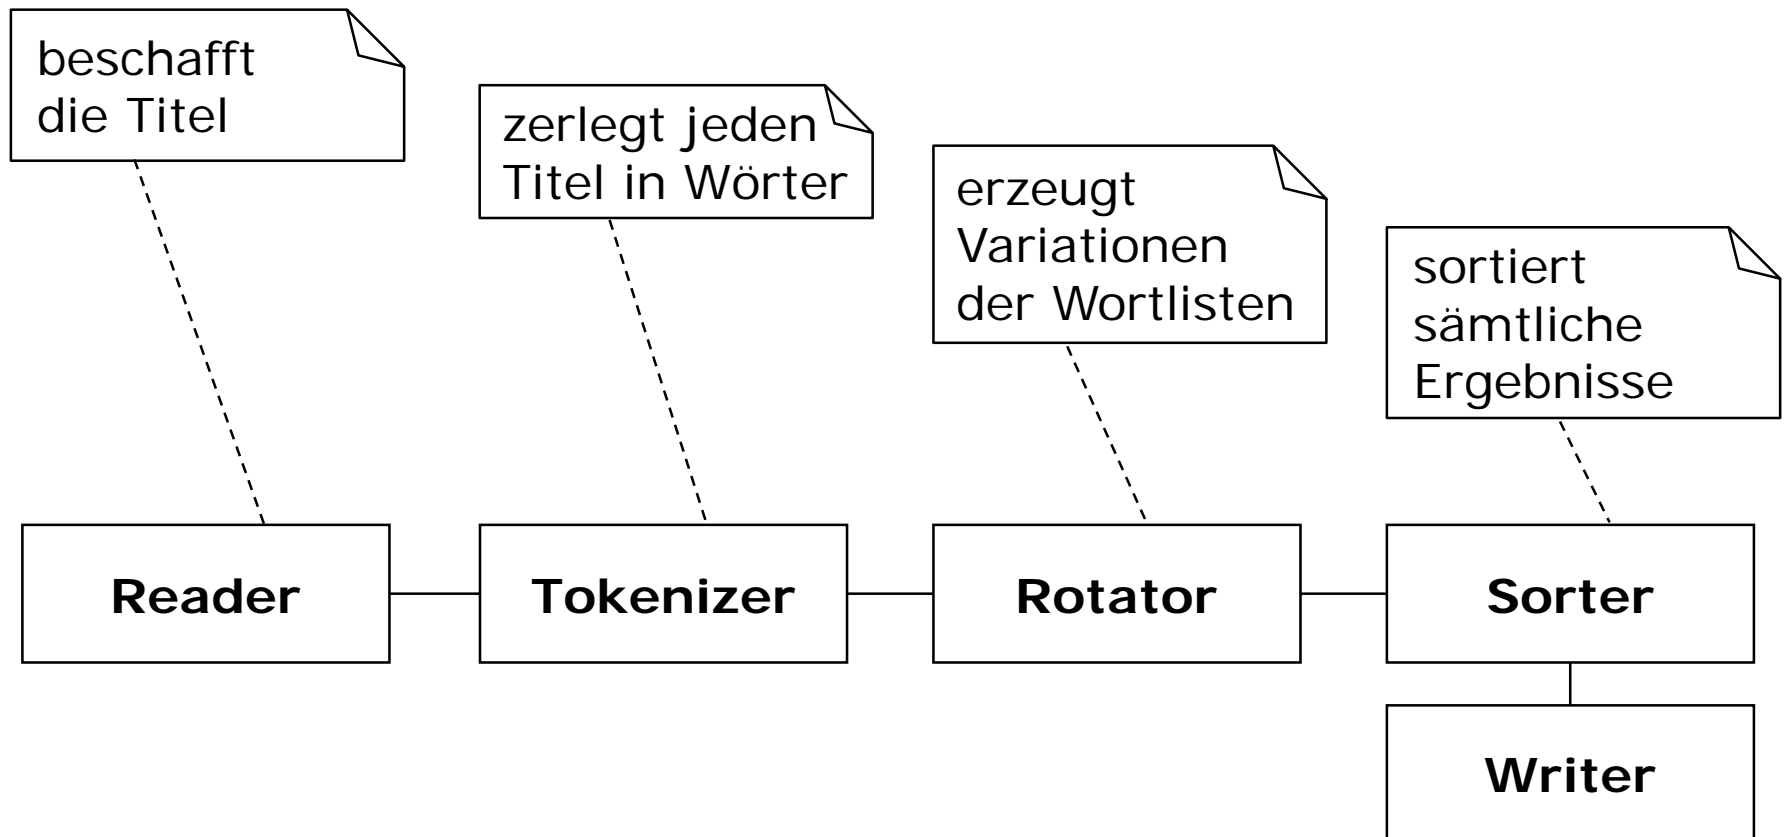 beschafft
die Titel
zerlegt jeden
Titel in Wörter
erzeugt
Variationen
der Wortlisten
sortiert
sämtliche
Ergebnisse
Reader
Tokenizer
Rotator
Sorter
Writer